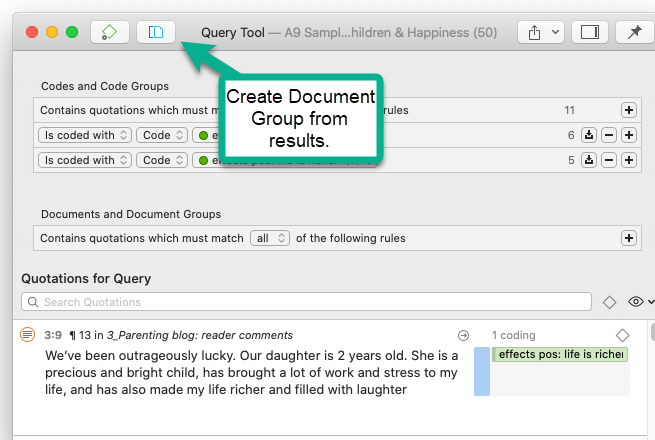 Query Tool — A9 Sampl...hildren & Happiness (50)
Create Document
Group from
results.
Codes and Code Groups
Contains quotations which must rules 11
Is coded with Code 6
Is coded with Code 5
Documents and Document Groups
Contains quotations which must match all of the following rules
Quotations for Query
Search Quotations
3:9 ¶ 13 in 3_Parenting blog: reader comments 1 coding
We've been outrageously lucky. Our daughter is 2 years old. She is a
precious and bright child, has brought a lot of work and stress to my
life, and has also made my life richer and filled with laughter
effects pos: life is richer